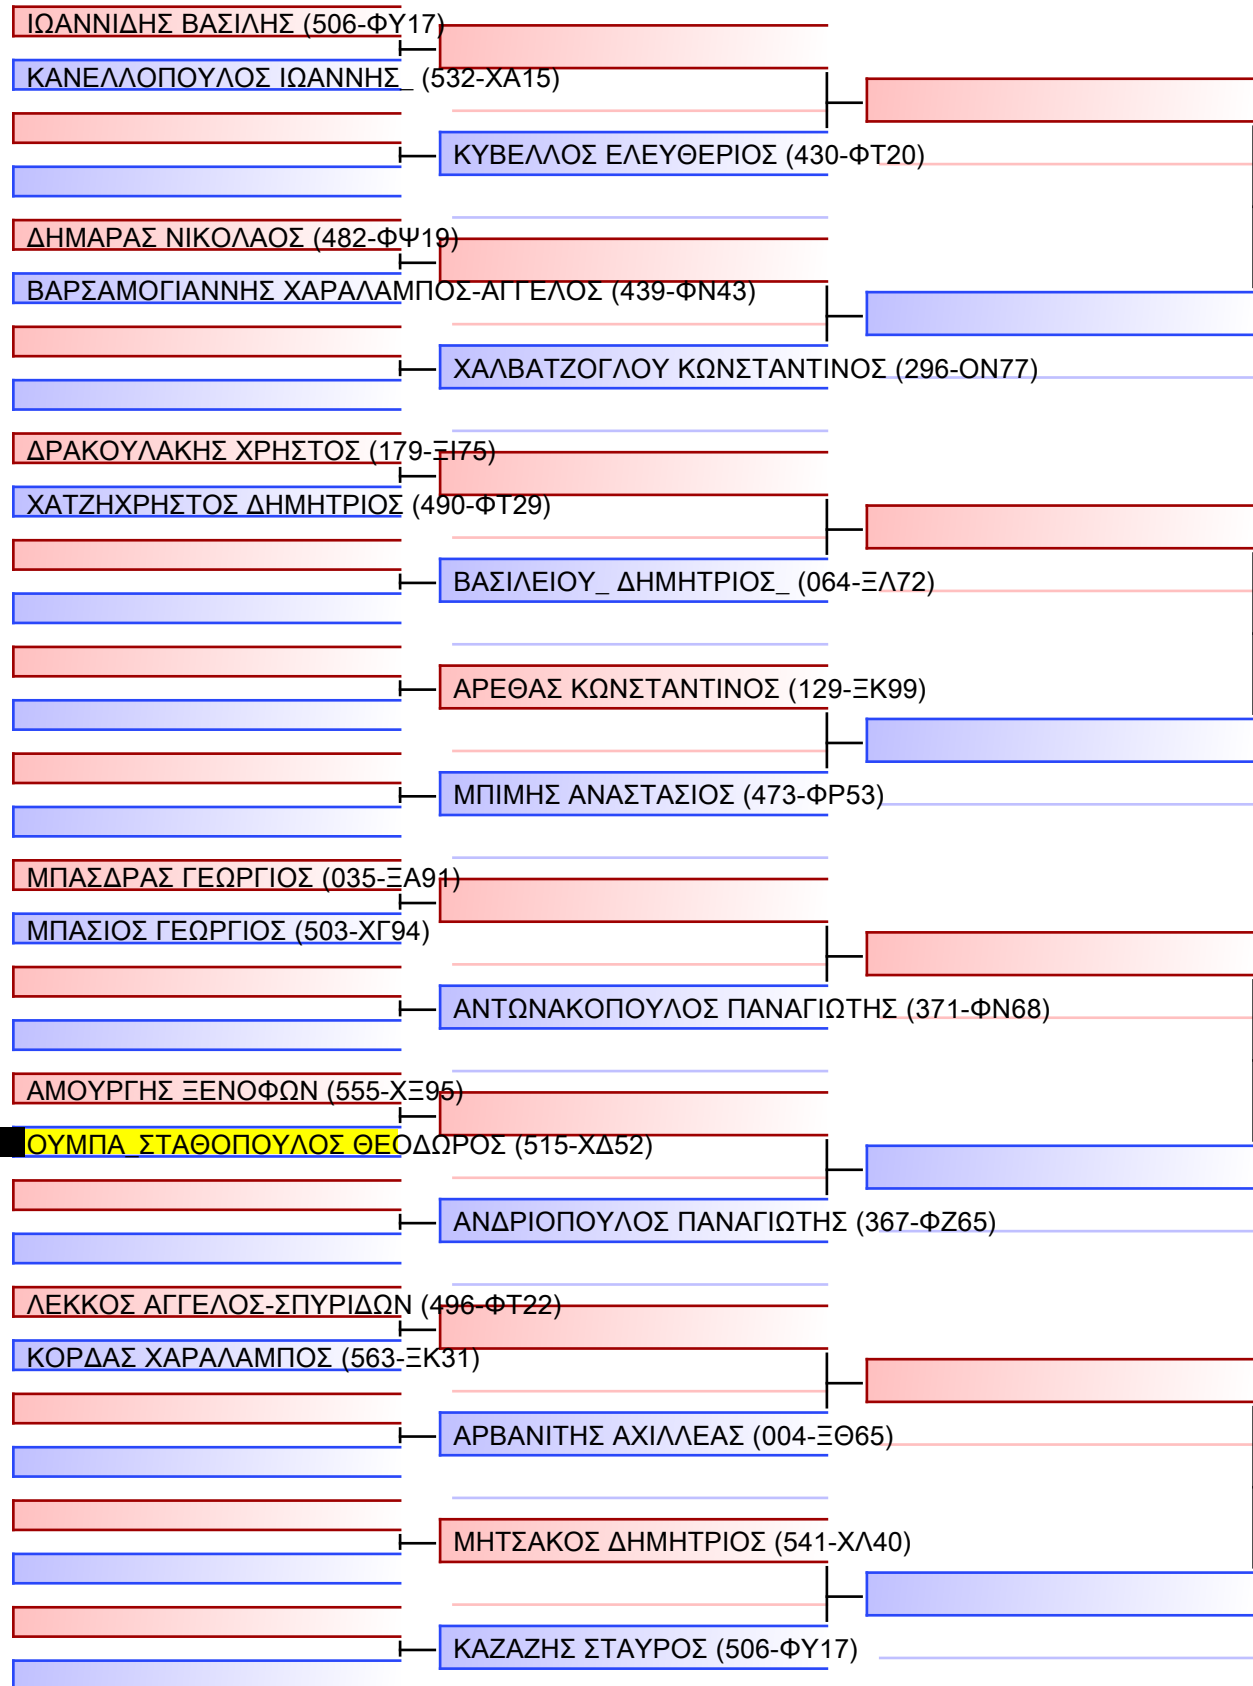 ΙΩΑΝΝΙΔΗΣ ΒΑΣΙΛΗΣ (506-ΦΥ17)
ΚΑΝΕΛΛΟΠΟΥΛΟΣ ΙΩΑΝΝΗΣ_ (532-ΧΑ15)
ΚΥΒΕΛΛΟΣ ΕΛΕΥΘΕΡΙΟΣ (430-ΦΤ20)
ΔΗΜΑΡΑΣ ΝΙΚΟΛΑΟΣ (482-ΦΨ19)
ΒΑΡΣΑΜΟΓΙΑΝΝΗΣ ΧΑΡΑΛΑΜΠΟΣ-ΑΓΓΕΛΟΣ (439-ΦΝ43)
ΧΑΛΒΑΤΖΟΓΛΟΥ ΚΩΝΣΤΑΝΤΙΝΟΣ (296-ΟΝ77)
ΔΡΑΚΟΥΛΑΚΗΣ ΧΡΗΣΤΟΣ (179-ΞΙ75)
ΧΑΤΖΗΧΡΗΣΤΟΣ ΔΗΜΗΤΡΙΟΣ (490-ΦΤ29)
ΒΑΣΙΛΕΙΟΥ_ ΔΗΜΗΤΡΙΟΣ_ (064-ΞΛ72)
ΑΡΕΘΑΣ ΚΩΝΣΤΑΝΤΙΝΟΣ (129-ΞΚ99)
ΜΠΙΜΗΣ ΑΝΑΣΤΑΣΙΟΣ (473-ΦΡ53)
ΜΠΑΣΔΡΑΣ ΓΕΩΡΓΙΟΣ (035-ΞΑ91)
ΜΠΑΣΙΟΣ ΓΕΩΡΓΙΟΣ (503-ΧΓ94)
ΑΝΤΩΝΑΚΟΠΟΥΛΟΣ ΠΑΝΑΓΙΩΤΗΣ (371-ΦΝ68)
ΑΜΟΥΡΓΗΣ ΞΕΝΟΦΩΝ (555-ΧΞ95)
ΟΥΜΠΑ_ΣΤΑΘΟΠΟΥΛΟΣ ΘΕΟΔΩΡΟΣ (515-ΧΔ52)
ΑΝΔΡΙΟΠΟΥΛΟΣ ΠΑΝΑΓΙΩΤΗΣ (367-ΦΖ65)
ΛΕΚΚΟΣ ΑΓΓΕΛΟΣ-ΣΠΥΡΙΔΩΝ (496-ΦΤ22)
ΚΟΡΔΑΣ ΧΑΡΑΛΑΜΠΟΣ (563-ΞΚ31)
ΑΡΒΑΝΙΤΗΣ ΑΧΙΛΛΕΑΣ (004-ΞΘ65)
ΜΗΤΣΑΚΟΣ ΔΗΜΗΤΡΙΟΣ (541-ΧΛ40)
ΚΑΖΑΖΗΣ ΣΤΑΥΡΟΣ (506-ΦΥ17)